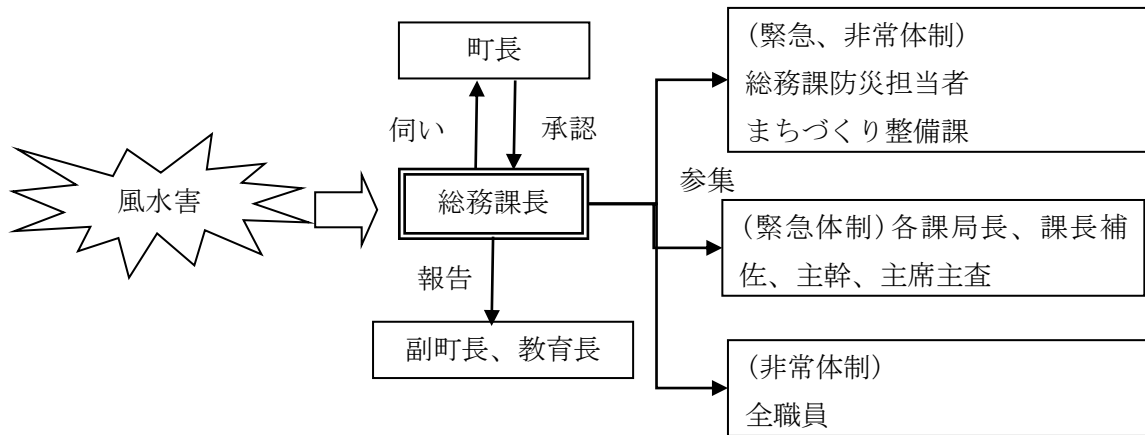 町長
(緊急、非常体制)
総務課防災担当者
まちづくり整備課
伺い
承認
風水害
総務課長
参集
(緊急体制)各課局長、課長補
佐、主幹、主席主査
報告
副町長、教育長
(非常体制)
全職員